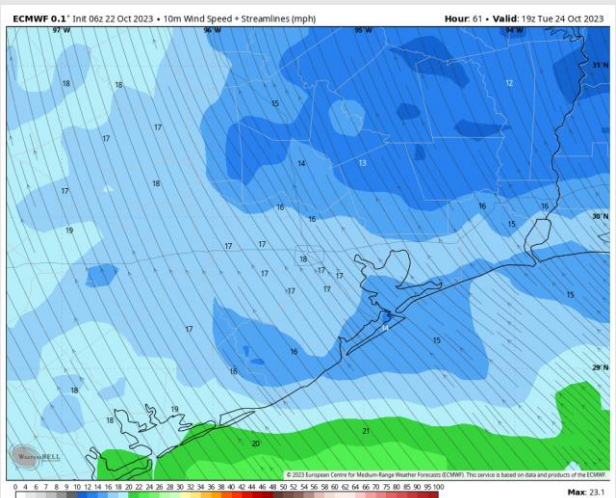 ECMWF 0.1° Init 06z 22 Oct 2023 • 10m Wind Speed + Streamlines (mph) Hour: 61 • Valid: 19z Tue 24 Oct 2023
97°W 96°W 95°W 94°W
31°N
18 18 12
15
17
17
14 13
17 18
16 16 30°N
16 15
19
17 17
18
17 17 17
17 17
15
17 14
15
16
16 29°N
18
19
18
21
20
WeatherBELL
© 2023 European Centre for Medium-Range Weather Forecasts (ECMWF). This service is based on data and products of the ECMWF.
0 4 6 7 8 9 10 12 14 16 18 20 22 24 26 28 30 32 34 36 38 40 42 44 46 48 50 52 54 56 58 60 62 64 66 68 70 75 80 85 90 95 100
Max: 23.1